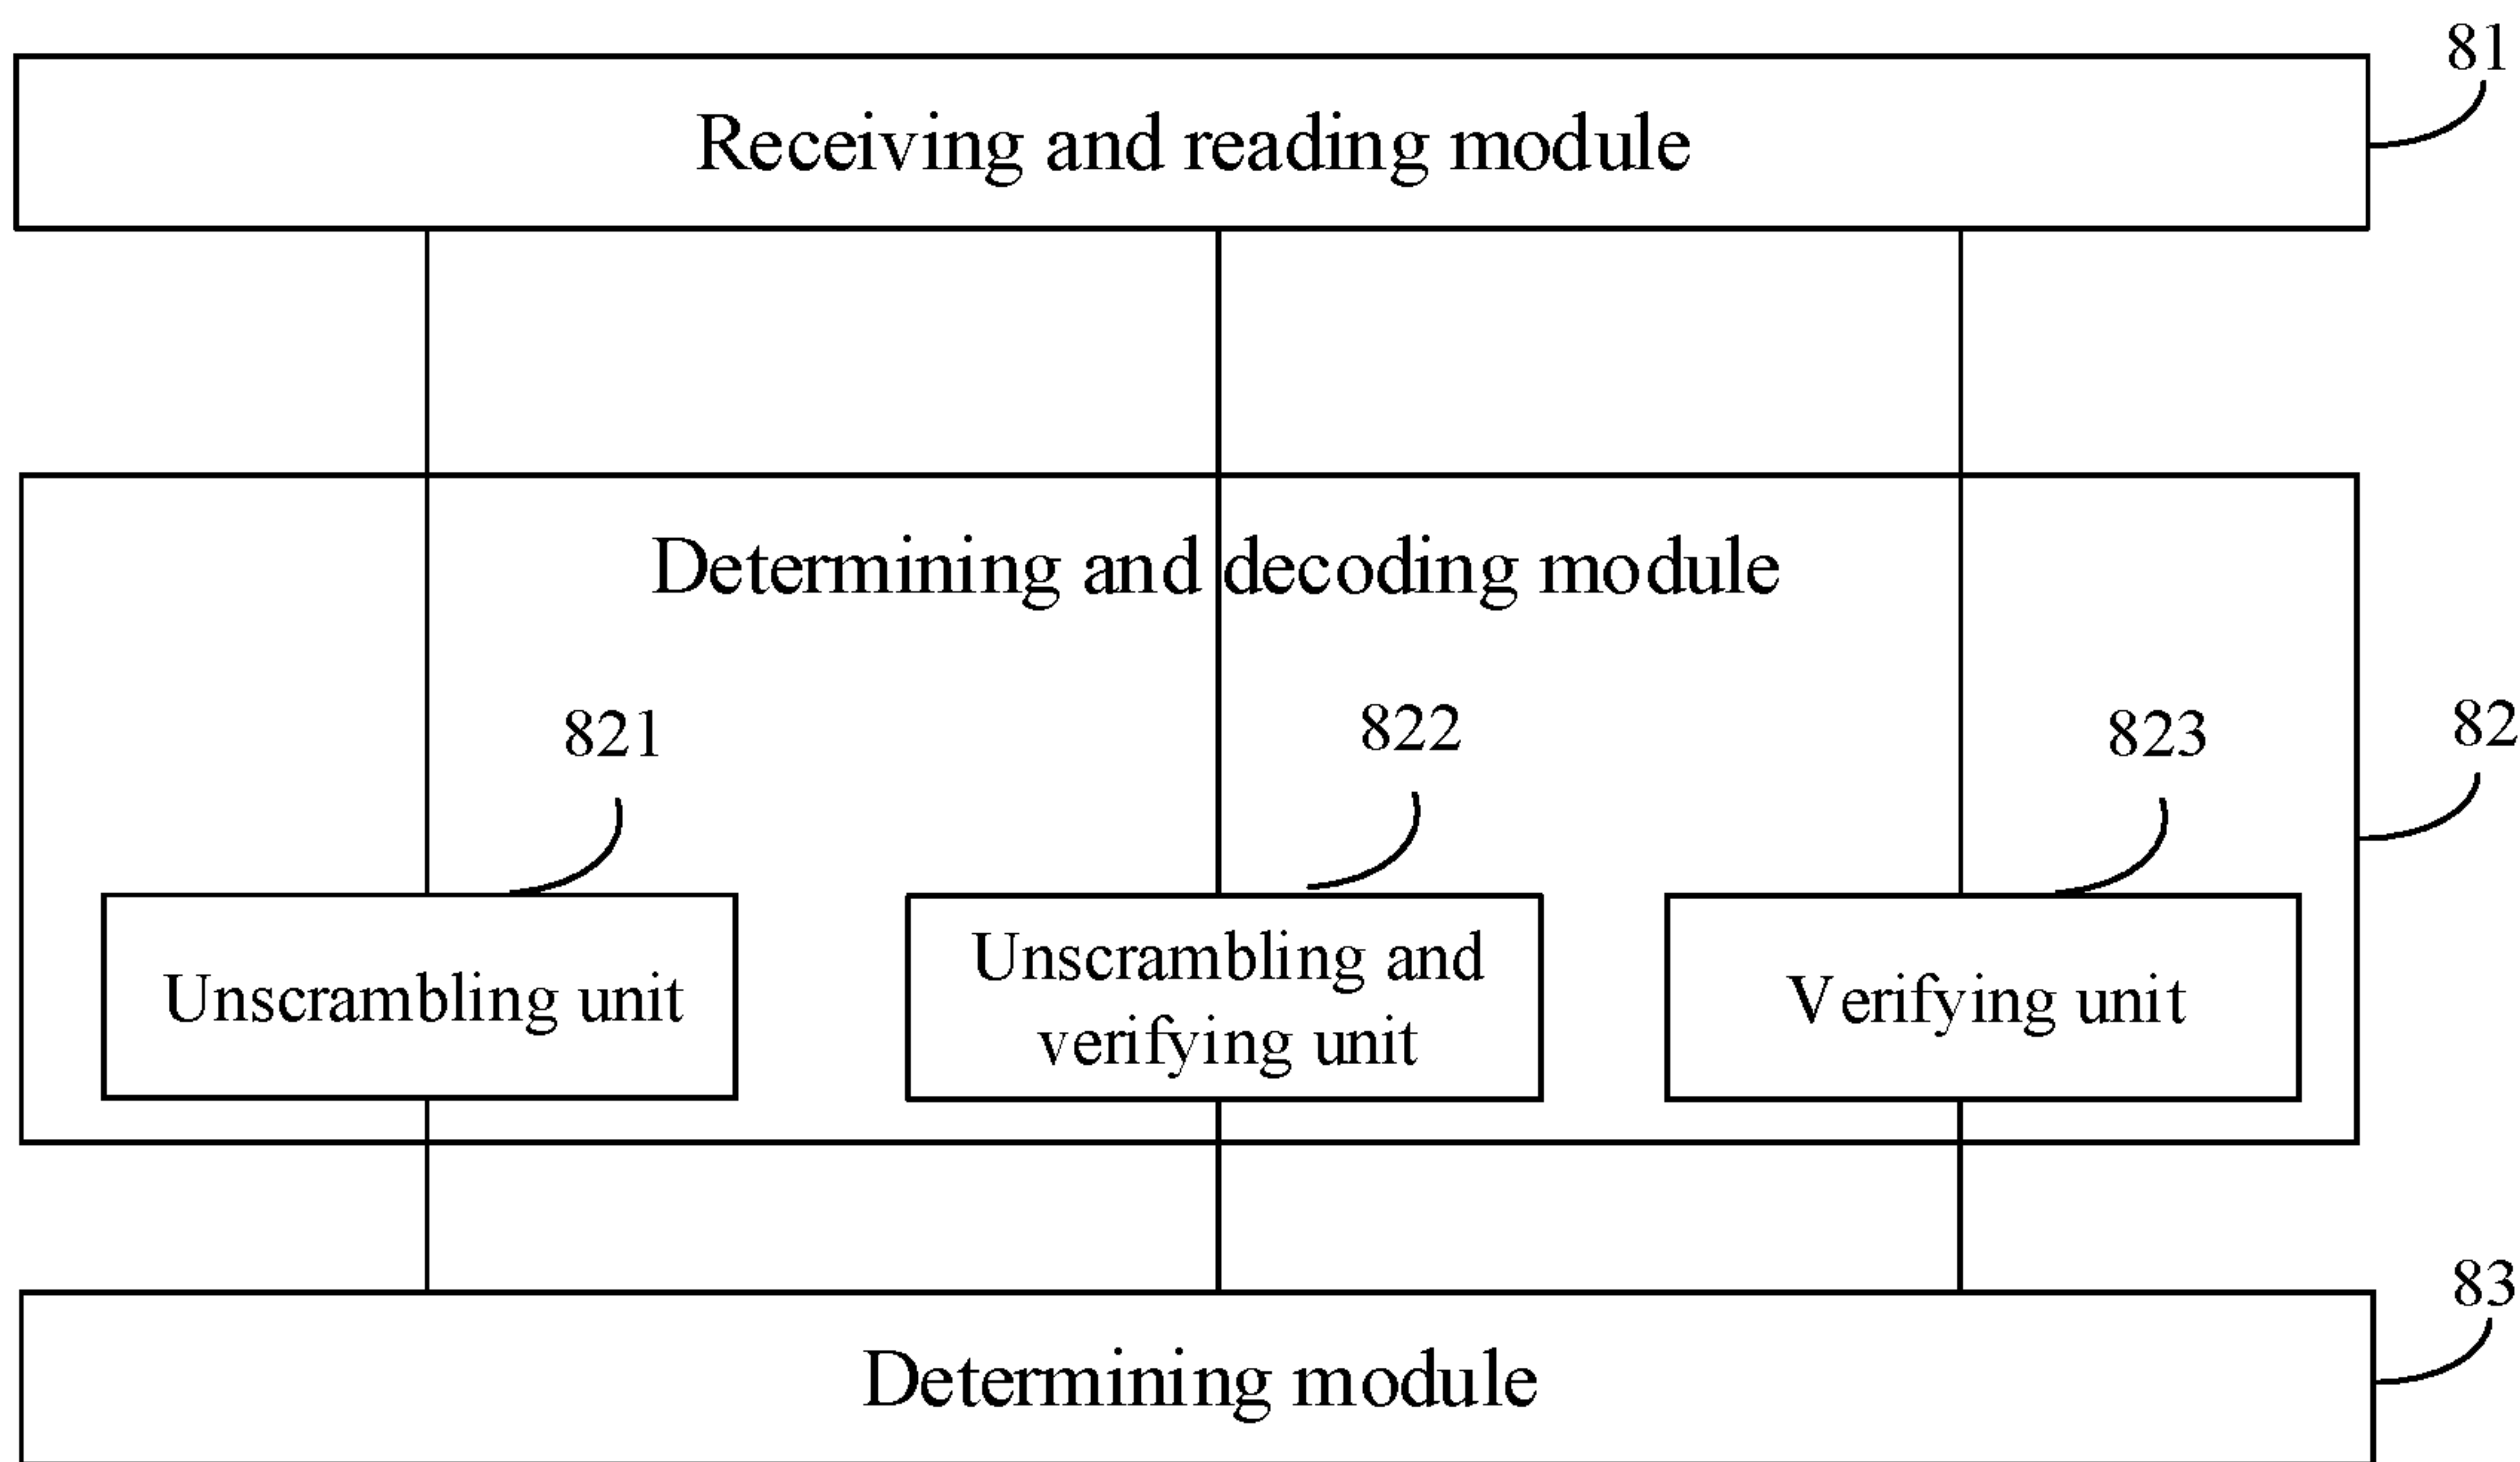 81
Receiving and reading module
Determining and decoding module
821
822
823
82
Unscrambling unit
Unscrambling and
verifying unit
Verifying unit
83
Determining module